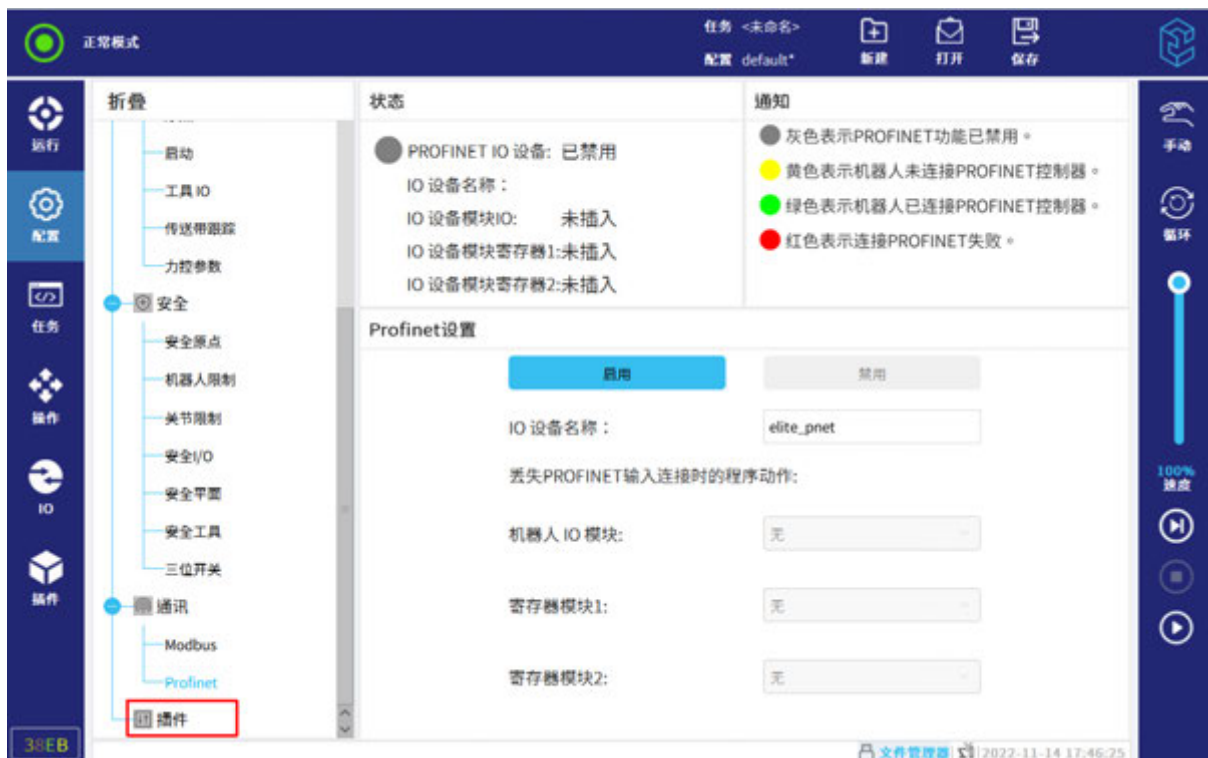 正常模式
任务 <未命名>
配置 default*
新建
打开
保存
运行
配置
任务
操作
IO
插件
38EB
折叠
启动
工具 IO
传送带跟踪
力控参数
安全
安全原点
机器人限制
关节限制
安全I/O
安全平面
安全工具
三位开关
通讯
Modbus
Profinet
插件
状态
PROFINET IO 设备: 已禁用
IO 设备名称：
IO 设备模块IO: 未插入
IO 设备模块寄存器1:未插入
IO 设备模块寄存器2:未插入
通知
灰色表示PROFINET功能已禁用。
黄色表示机器人未连接PROFINET控制器。
绿色表示机器人已连接PROFINET控制器。
红色表示连接PROFINET失败。
Profinet设置
启用
禁用
IO 设备名称：
elite_pnet
丢失PROFINET输入连接时的程序动作:
机器人 IO 模块:
无
寄存器模块1:
无
寄存器模块2:
无
文件管理器
2022-11-14 17:46:25
手动
循环
100%
速度